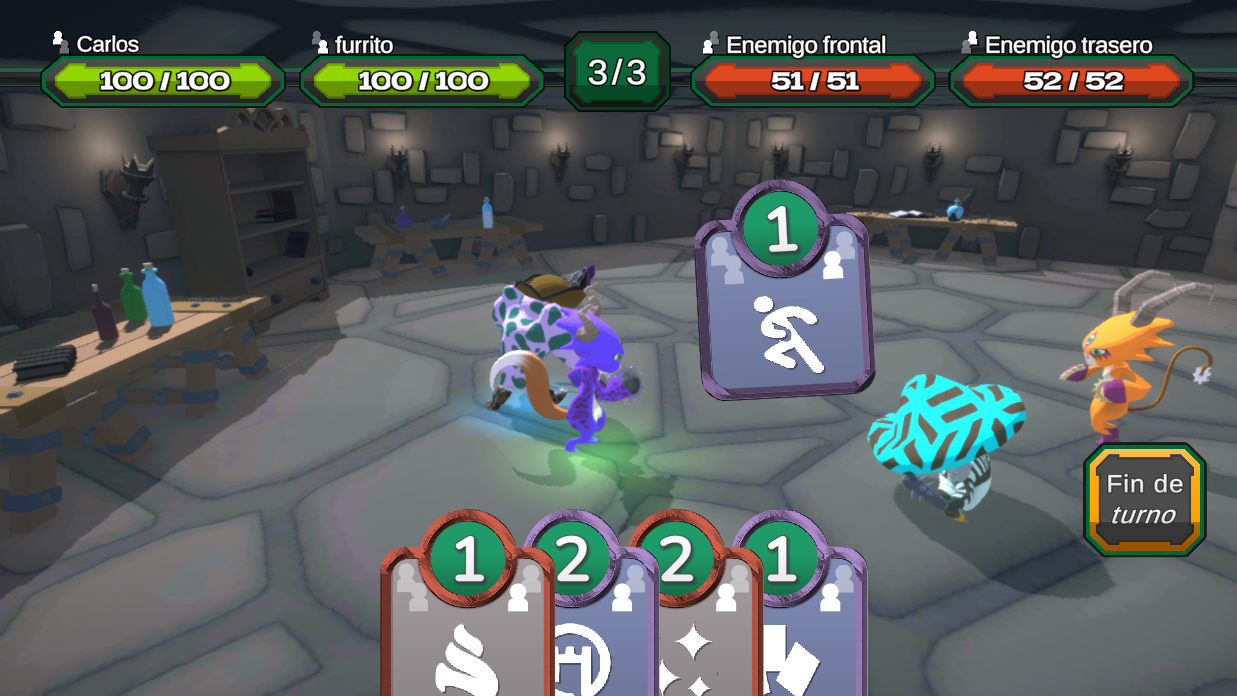 Carlos
furrito
Enemigo frontal
Enemigo trasero
100 / 100
100 / 100
3/3
51 / 51
52 / 52
1
Fin de
turno
1
2
2
1